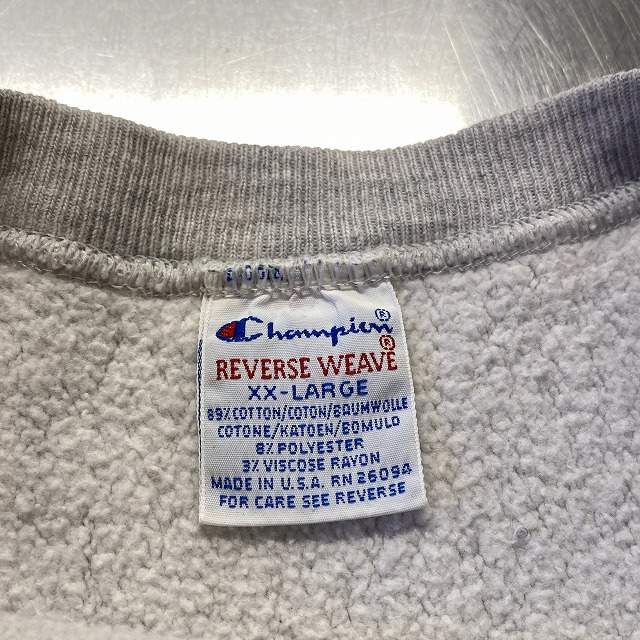 Champion®
REVERSE WEAVE®
XX-LARGE
89% COTTON/COTON/BAUMWOLLE
COTONE/KATOEN/BOMULD
8% POLYESTER
3% VISCOSE RAYON
MADE IN U.S.A. RN 26094
FOR CARE SEE REVERSE